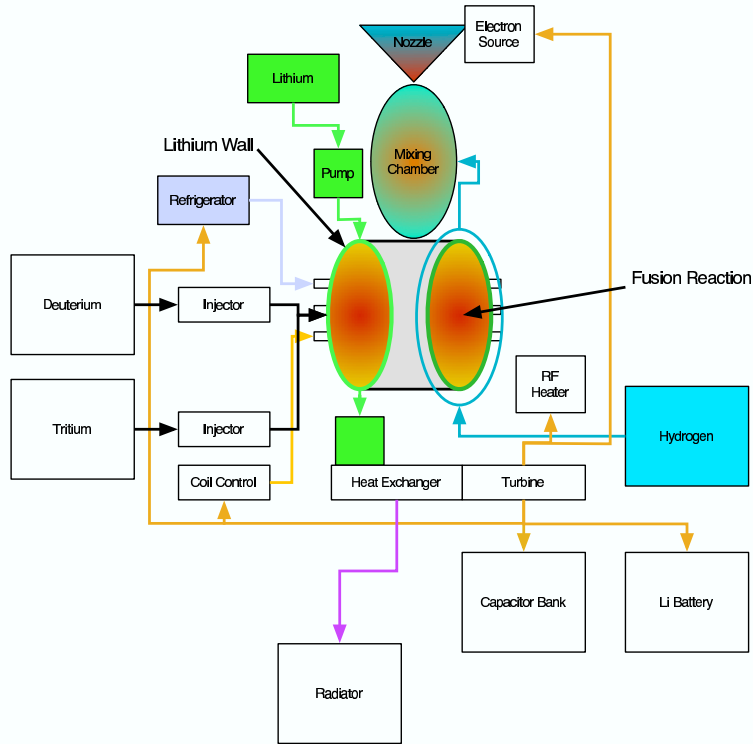 Nozzle
Electron
Source
Lithium
Lithium Wall
Pump
Mixing
Chamber
Refrigerator
Fusion Reaction
Deuterium
Injector
RF
Heater
Tritium
Injector
Hydrogen
Coil Control
Heat Exchanger
Turbine
Capacitor Bank
Li Battery
Radiator